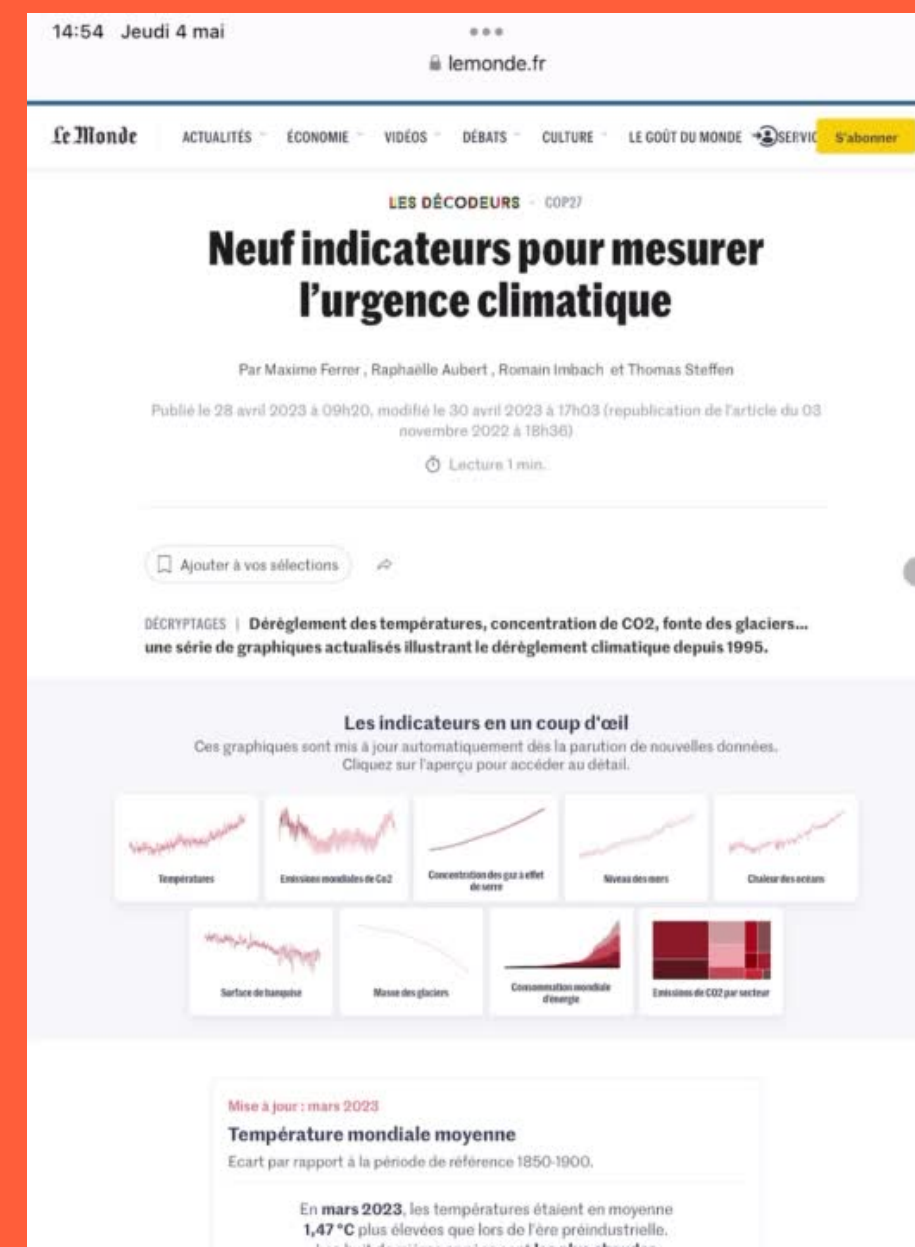 14:54 Jeudi 4 mai
lemonde.fr
Le Monde ACTUALITÉS ÉCONOMIE VIDÉOS DÉBATS CULTURE LE GOÛT DU MONDE SERVIC S'abonner
LES DÉCODEURS - COP27
Neuf indicateurs pour mesurer
l'urgence climatique
Par Maxime Ferrer , Raphaëlle Aubert , Romain Imbach et Thomas Steffen
Publié le 28 avril 2023 à 09h20, modifié le 30 avril 2023 à 17h03 (republication de l'article du 03
novembre 2022 à 18h36)
Lecture 1 min.
Ajouter à vos sélections
DÉCRYPTAGES | Dérèglement des températures, concentration de CO2, fonte des glaciers...
une série de graphiques actualisés illustrant le dérèglement climatique depuis 1995.
Les indicateurs en un coup d'œil
Ces graphiques sont mis à jour automatiquement dès la parution de nouvelles données.
Cliquez sur l'aperçu pour accéder au détail.
Températures
Emissions mondiales de Co2
Concentration des gaz à effet
de serre
Niveau des mers
Chaleur des océans
Surface de banquise
Masse des glaciers
Consommation mondiale
d'énergie
Emissions de CO2 par secteur
Mise à jour : mars 2023
Température mondiale moyenne
Ecart par rapport à la période de référence 1850-1900.
En mars 2023, les températures étaient en moyenne
1,47 °C plus élevées que lors de l'ère préindustrielle.